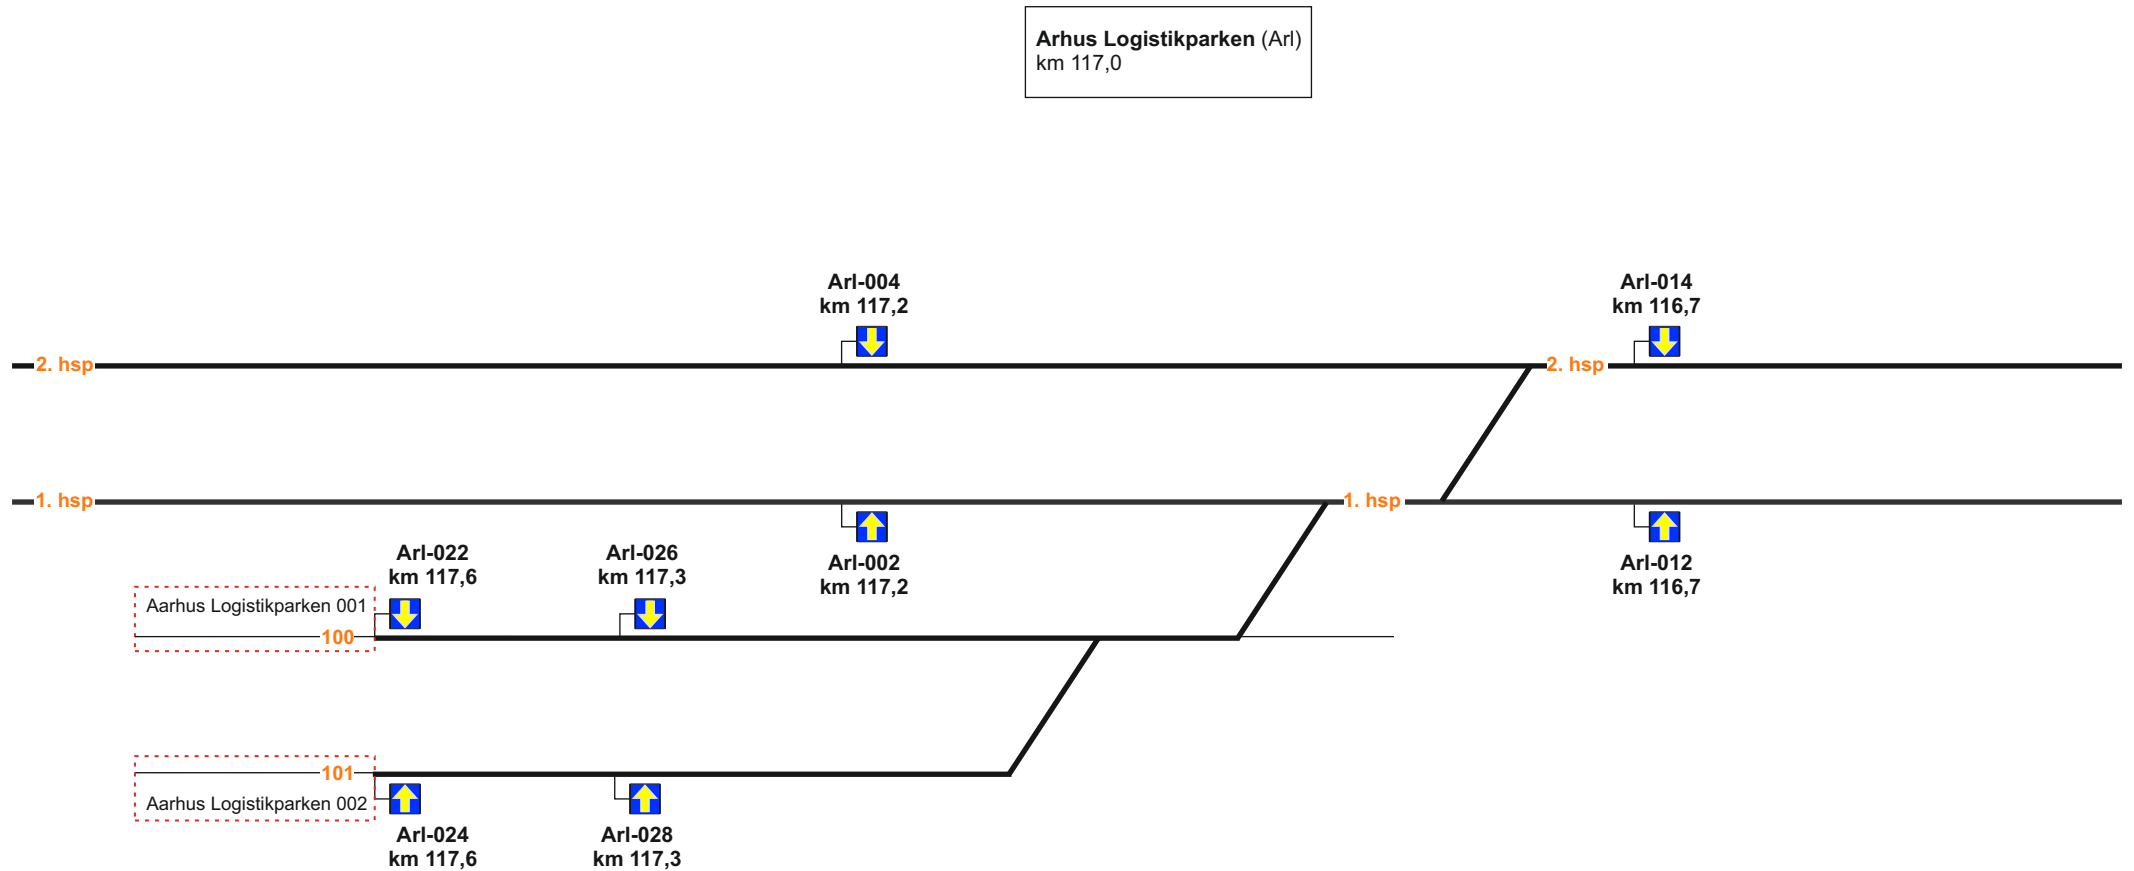 Arhus Logistikparken (Arl)
km 117,0
Arl-004
km 117,2
Arl-014
km 116,7
2. hsp
2. hsp
1. hsp
1. hsp
Arl-022
km 117,6
Arl-026
km 117,3
Arl-002
km 117,2
Arl-012
km 116,7
Aarhus Logistikparken 001
100
101
Aarhus Logistikparken 002
Arl-024
km 117,6
Arl-028
km 117,3